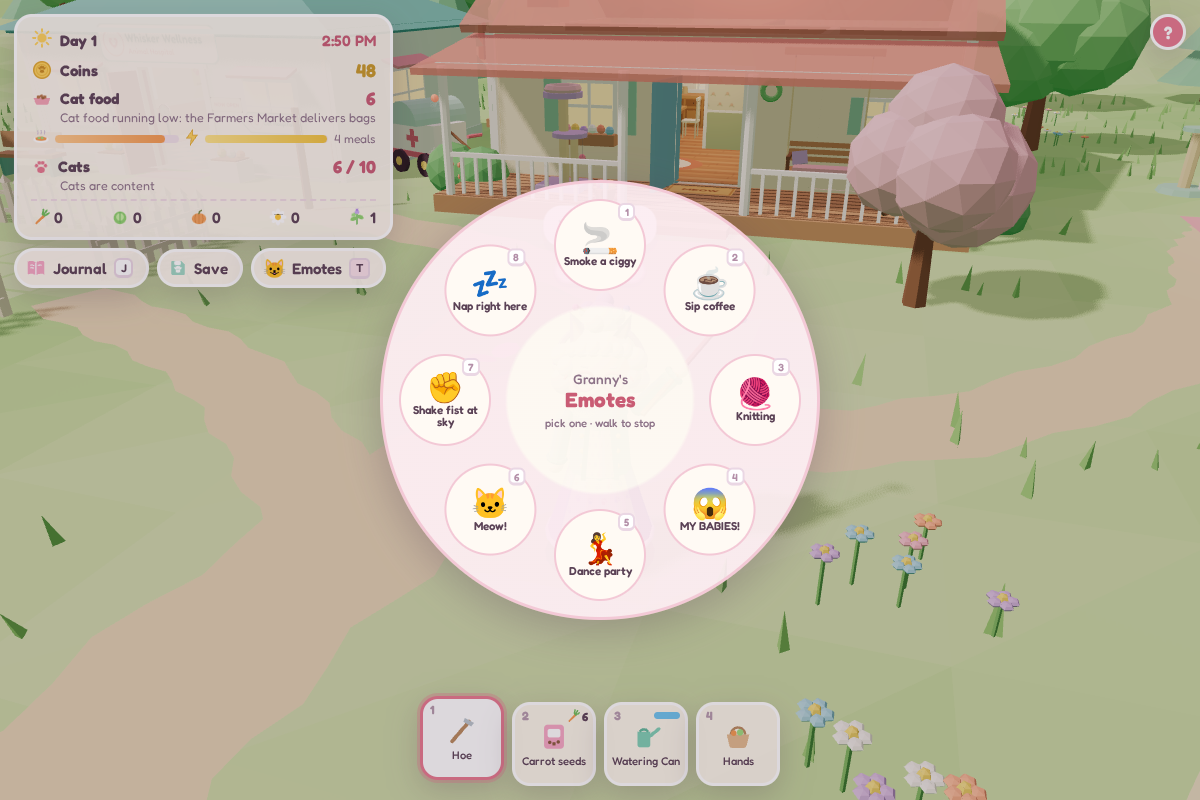 Day 1 2:50 PM
Coins 48
Cat food 6
Cat food running low: the Farmers Market delivers bags
4 meals
Cats 6 / 10
Cats are content
0 0 0 0 1
Journal J
Save
Emotes T
?
1
Smoke a ciggy
2
Sip coffee
3
Knitting
4
MY BABIES!
5
Dance party
6
Meow!
7
Shake fist at
sky
8
Nap right here
Granny's
Emotes
pick one · walk to stop
1
Hoe
2 6
Carrot seeds
3
Watering Can
4
Hands